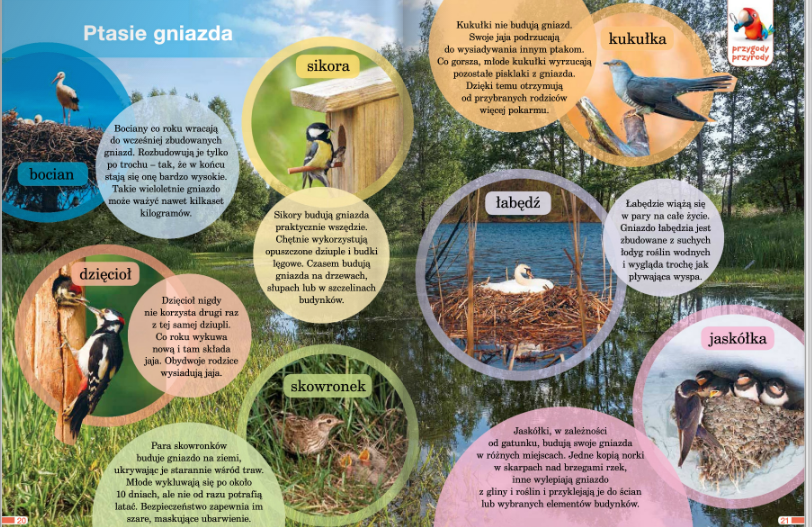 Ptasie gniazda
bocian
Bociany co roku wracają
do wcześniej zbudowanych
gniazd. Rozbudowują je tylko
po trochu – tak, że w końcu
stają się one bardzo wysokie.
Takie wieloletnie gniazdo
może ważyć nawet kilkaset
kilogramów.
sikora
Sikory budują gniazda
praktycznie wszędzie.
Chętnie wykorzystują
opuszczone dziuple i budki
lęgowe. Czasem budują
gniazda na drzewach,
słupach lub w szczelinach
budynków.
dzięcioł
Dzięcioł nigdy
nie korzysta drugi raz
z tej samej dziupli.
Co roku wykuwa
nową i tam składa
jaja. Obydwoje rodzice
wysiadują jaja.
skowronek
Para skowronków
buduje gniazdo na ziemi,
ukrywając je starannie wśród traw.
Młode wykluwają się po około
10 dniach, ale nie od razu potrafią
latać. Bezpieczeństwo zapewnia im
szare, maskujące ubarwienie.
20
Kukułki nie budują gniazd.
Swoje jaja podrzucają
do wysiadywania innym ptakom.
Co gorsza, młode kukułki wyrzucają
pozostałe pisklaki z gniazda.
Dzięki temu otrzymują
od przybranych rodziców
więcej pokarmu.
kukułka
przygody
przyrody
łabędź
Łabędzie wiążą się
w pary na całe życie.
Gniazdo łabędzia jest
zbudowane z suchych
łodyg roślin wodnych
i wygląda trochę jak
pływająca wyspa.
jaskółka
Jaskółki, w zależności
od gatunku, budują swoje gniazda
w różnych miejscach. Jedne kopią norki
w skarpach nad brzegami rzek,
inne wylepiają gniazdo
z gliny i roślin i przyklejają je do ścian
lub wybranych elementów budynków.
21